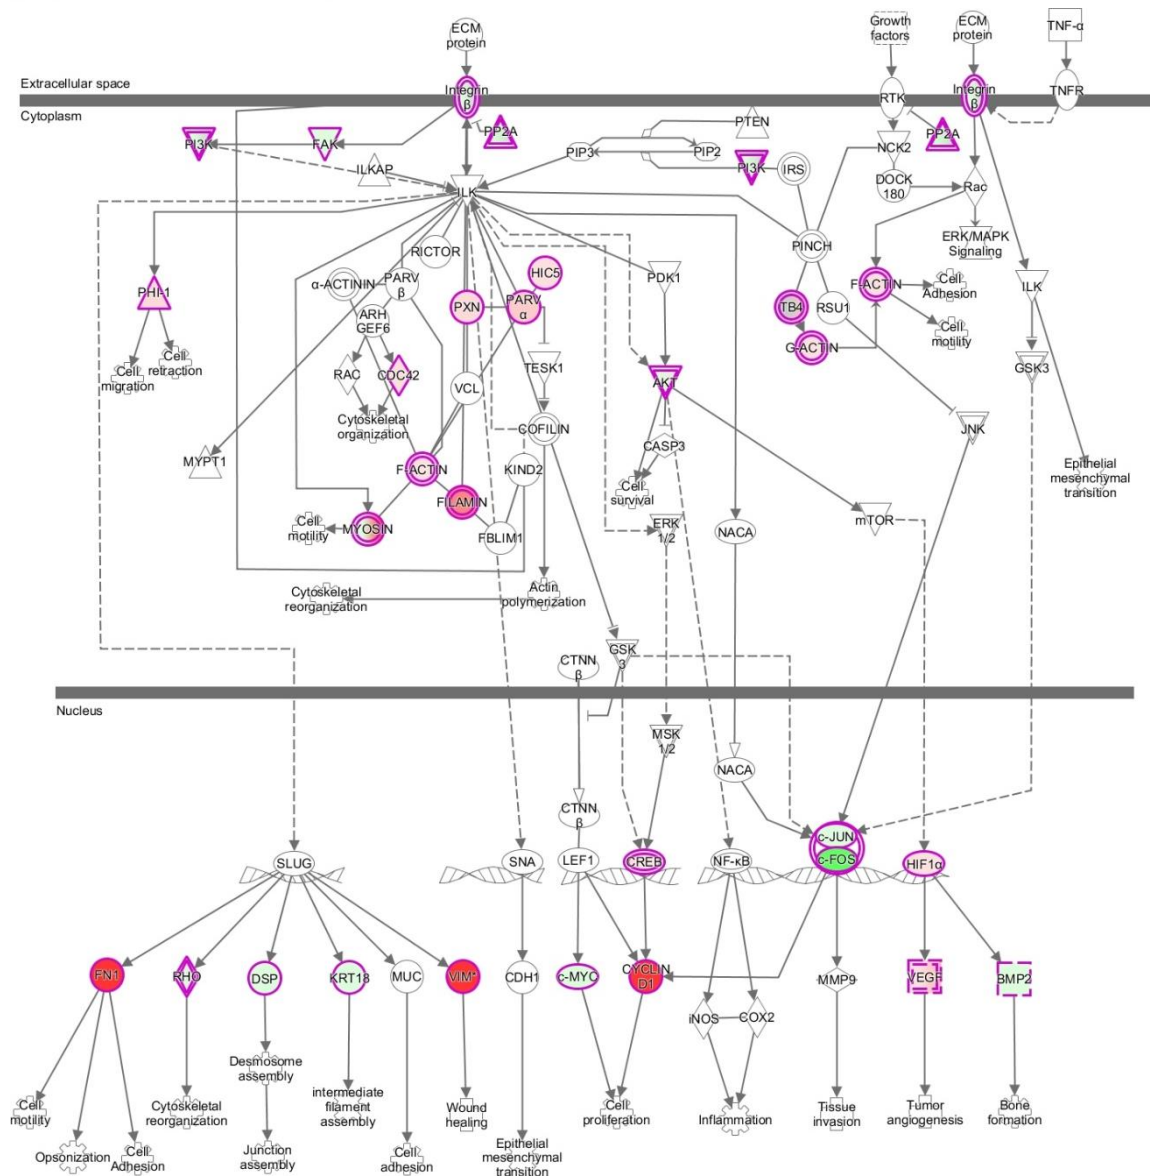 ECM
protein
Growth
factors
ECM
protein
TNF-α
Extracellular space
Integrin
β
RTK
Integrin
β
TNFR
Cytoplasm
PI3K
FAK
PP2A
PTEN
PP2A
NCK2
PIP3
PIP2
ILKAP
PI3K
IRS
ILK
DOCK
180
Rac
RICTOR
PINCH
ERK/MAPK
Signaling
α-ACTININ
PARV
β
HIC5
PDK1
PHI-1
PXN
PARV
α
TB4
RSU1
F-ACTIN
Cell
Adhesion
ILK
ARH
GEF6
Cell
motility
Cell
migration
Cell
retraction
RAC
CDC42
VCL
TESK1
G-ACTIN
GSK3
AKT
Cytoskeletal
organization
COFILIN
CASP3
JNK
MYPT1
F-ACTIN
KIND2
Cell
survival
Epithelial
mesenchymal
transition
FILAMIN
Cell
motility
MYOSIN
FBLIM1
ERK
1/2
NACA
mTOR
Cytoskeletal
reorganization
Actin
polymerization
CTNN
β
GSK
3
Nucleus
MSK
1/2
NACA
CTNN
β
SLUG
SNA
LEF1
CREB
NF-κB
c-JUN
c-FOS
HIF1α
FN1
RHO
DSP
KRT18
MUC
VIM*
CDH1
c-MYC
CYCLIN
D1
iNOS
COX2
MMP9
VEGF
BMP2
Cell
motility
Opsonization
Cell
Adhesion
Cytoskeletal
reorganization
Desmosome
assembly
Junction
assembly
intermediate
filament
assembly
Cell
adhesion
Wound
healing
Epithelial
mesenchymal
transition
Cell
proliferation
Inflammation
Tissue
invasion
Tumor
angiogenesis
Bone
formation